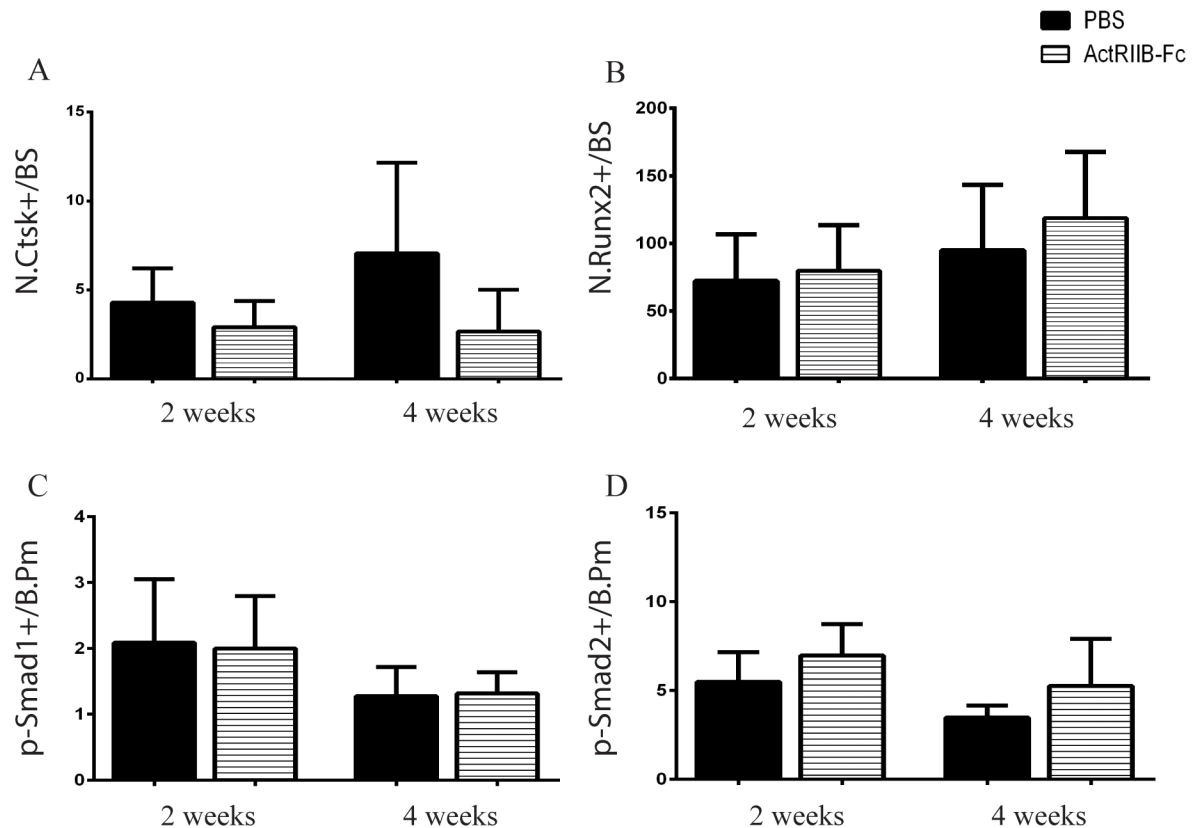 PBS
ActRIIB-Fc
A
N.Ctsk+/BS
15
10
5
0
2 weeks
4 weeks
B
N.Runx2+/BS
200
150
100
50
0
2 weeks
4 weeks
C
p-Smad1+/B.Pm
4
3
2
1
0
2 weeks
4 weeks
D
p-Smad2+/B.Pm
15
10
5
0
2 weeks
4 weeks